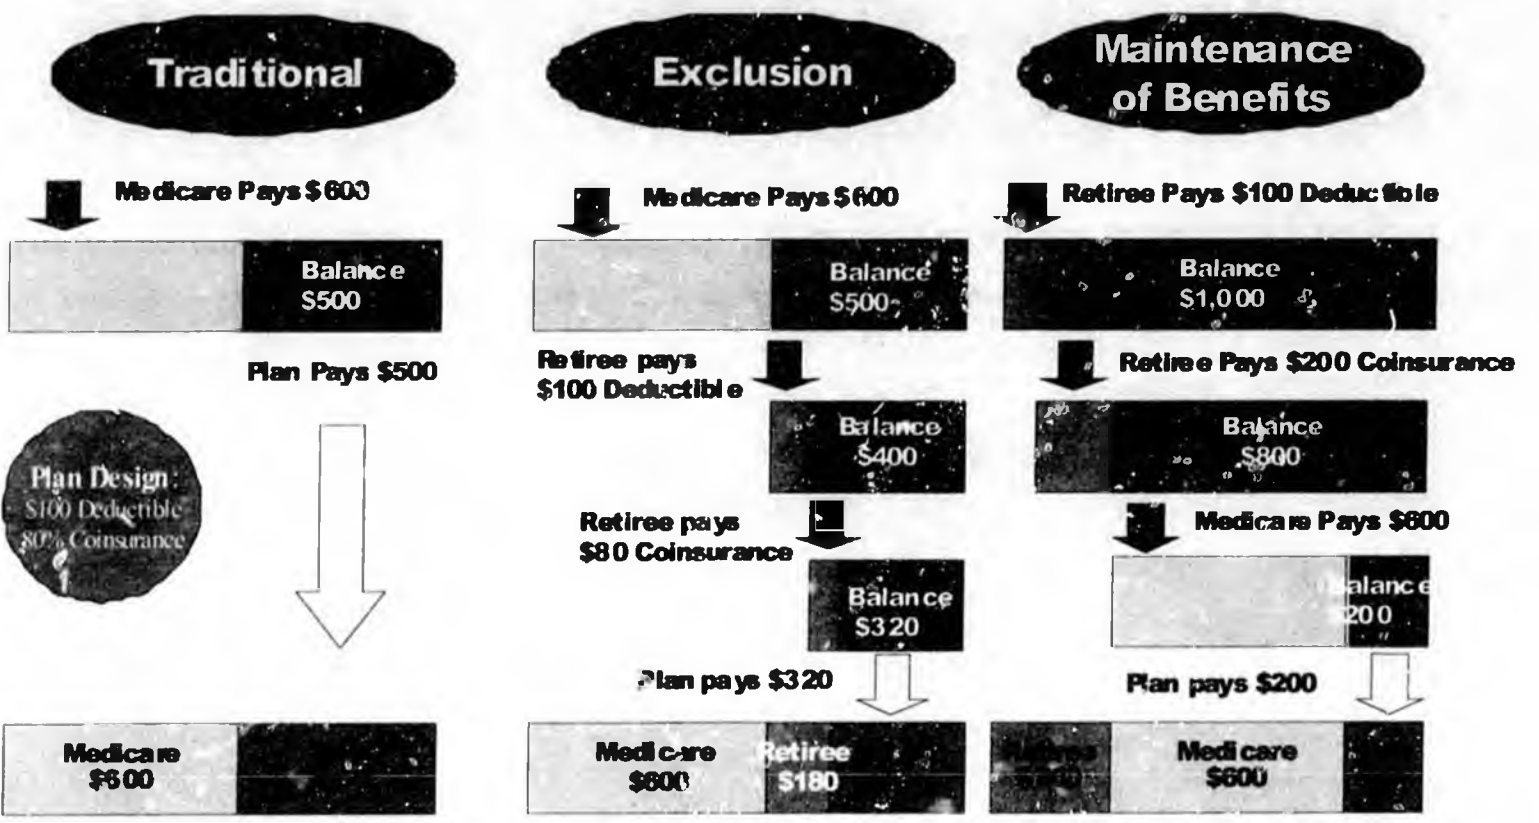 Traditional
Medicare Pays $600
Balance
$500
Plan Pays $500
Plan Design:
$100 Deductible
80% Coinsurance
Medicare
$600
Exclusion
Medicare Pays $600
Balance
$500
Retiree pays
$100 Deductible
Balance
$400
Retiree pays
$80 Coinsurance
Balance
$320
Plan pays $320
Medicare
$600
Retiree
$180
Maintenance
of Benefits
Retiree Pays $100 Deductible
Balance
$1,000
Retiree Pays $200 Coinsurance
Balance
$800
Medicare Pays $600
Balance
$200
Plan pays $200
Retiree
Medicare
$600